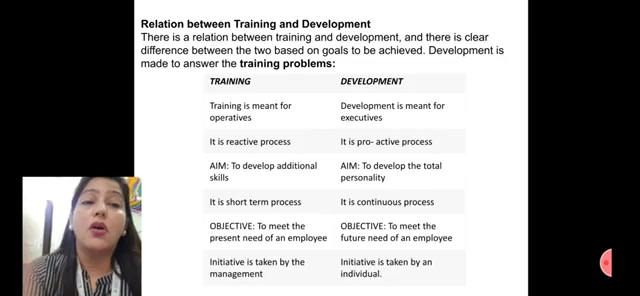 Relation between Training and Development
There is a relation between training and development, and there is clear
difference between the two based on goals to be achieved. Development is
made to answer the training problems:
TRAINING DEVELOPMENT
Training is meant for Development is meant for
operatives executives
It is reactive process It is pro- active process
AIM: To develop additional AIM: To develop the total
skills personality
It is short term process It is continuous process
OBJECTIVE: To meet the OBJECTIVE: To meet the
present need of an employee future need of an employee
Initiative is taken by the Initiative is taken by an
management individual.